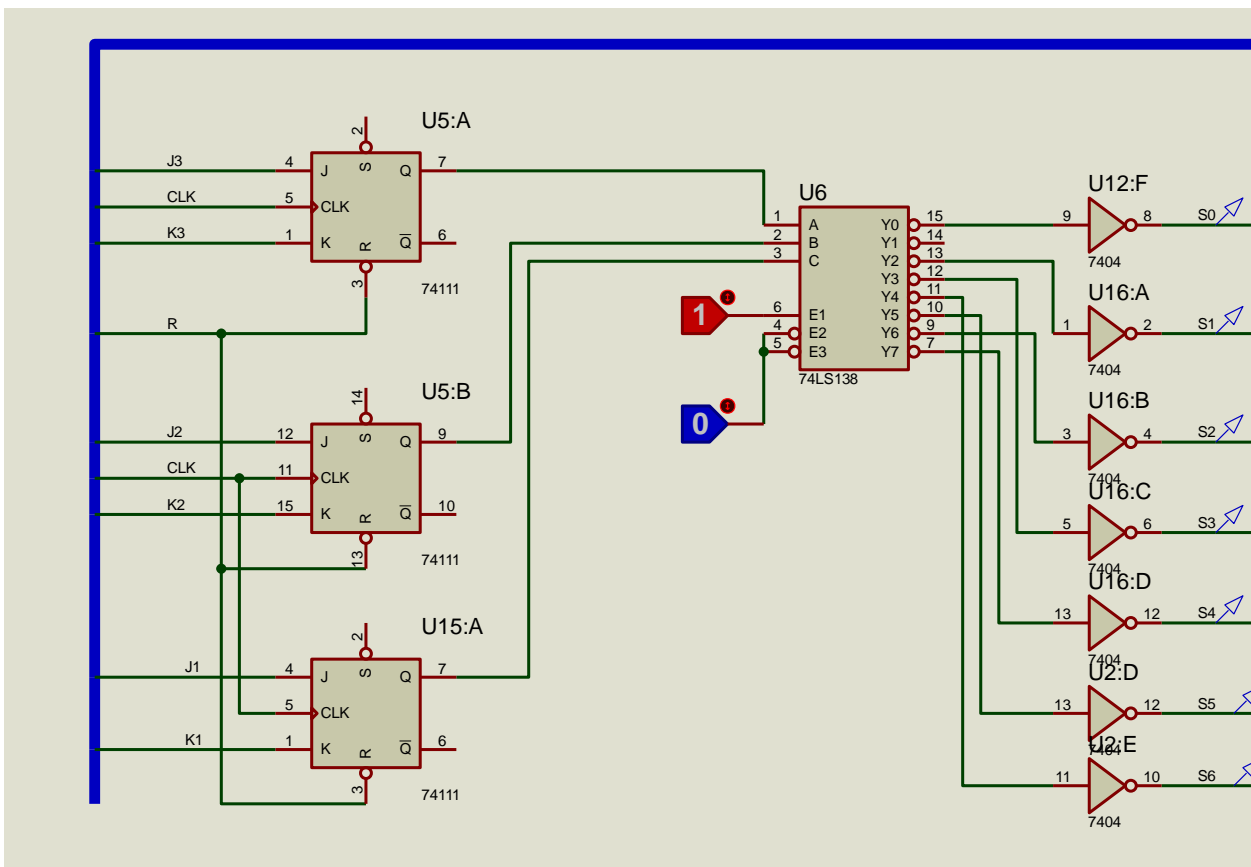 U5:A
2
S
J3 4 J Q 7
CLK 5 CLK
K3 1 K R Q 6
3
74111
R
U5:B
14
S
J2 12 J Q 9
CLK 11 CLK
K2 15 K R Q 10
13
74111
U15:A
2
S
J1 4 J Q 7
5 CLK
K1 1 K R Q 6
3
74111
U6
1 A Y0 15
2 B Y1 14
3 C Y2 13
Y3 12
Y4 11
1 6 E1 Y5 10
4 E2 Y6 9
5 E3 Y7 7
74LS138
0
U12:F
9 8 S0
7404
U16:A
1 2 S1
7404
U16:B
3 4 S2
7404
U16:C
5 6 S3
7404
U16:D
13 12 S4
7404
U2:D
13 12 S5
7404
U2:E
11 10 S6
7404